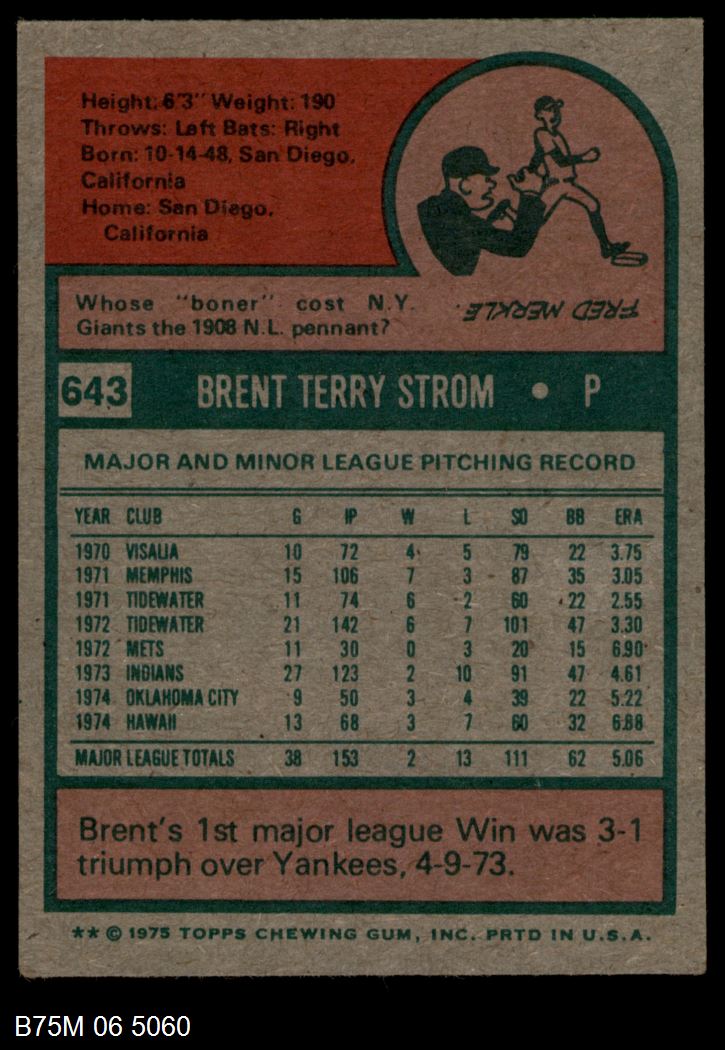 Height: 6'3" Weight: 190
Throws: Left Bats: Right
Born: 10-14-48, San Diego,
California
Home: San Diego,
California
Whose "boner" cost N.Y.
Giants the 1908 N.L. pennant?
FRED MERKLE.
643 BRENT TERRY STROM • P
MAJOR AND MINOR LEAGUE PITCHING RECORD
YEAR CLUB G IP W L SO BB ERA
1970 VISALIA 10 72 4 5 79 22 3.75
1971 MEMPHIS 15 106 7 3 87 35 3.05
1971 TIDEWATER 11 74 6 2 60 22 2.55
1972 TIDEWATER 21 142 6 7 101 47 3.30
1972 METS 11 30 0 3 20 15 6.90
1973 INDIANS 27 123 2 10 91 47 4.61
1974 OKLAHOMA CITY 9 50 3 4 39 22 5.22
1974 HAWAII 13 68 3 7 60 32 6.88
MAJOR LEAGUE TOTALS 38 153 2 13 111 62 5.06
Brent's 1st major league Win was 3-1
triumph over Yankees, 4-9-73.
** © 1975 TOPPS CHEWING GUM, INC. PRTD IN U.S.A.
B75M 06 5060